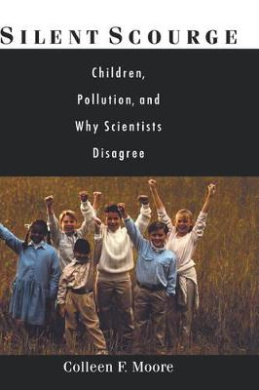 SILENT SCOURGE
Children,
Pollution, and
Why Scientists
Disagree
Colleen F. Moore